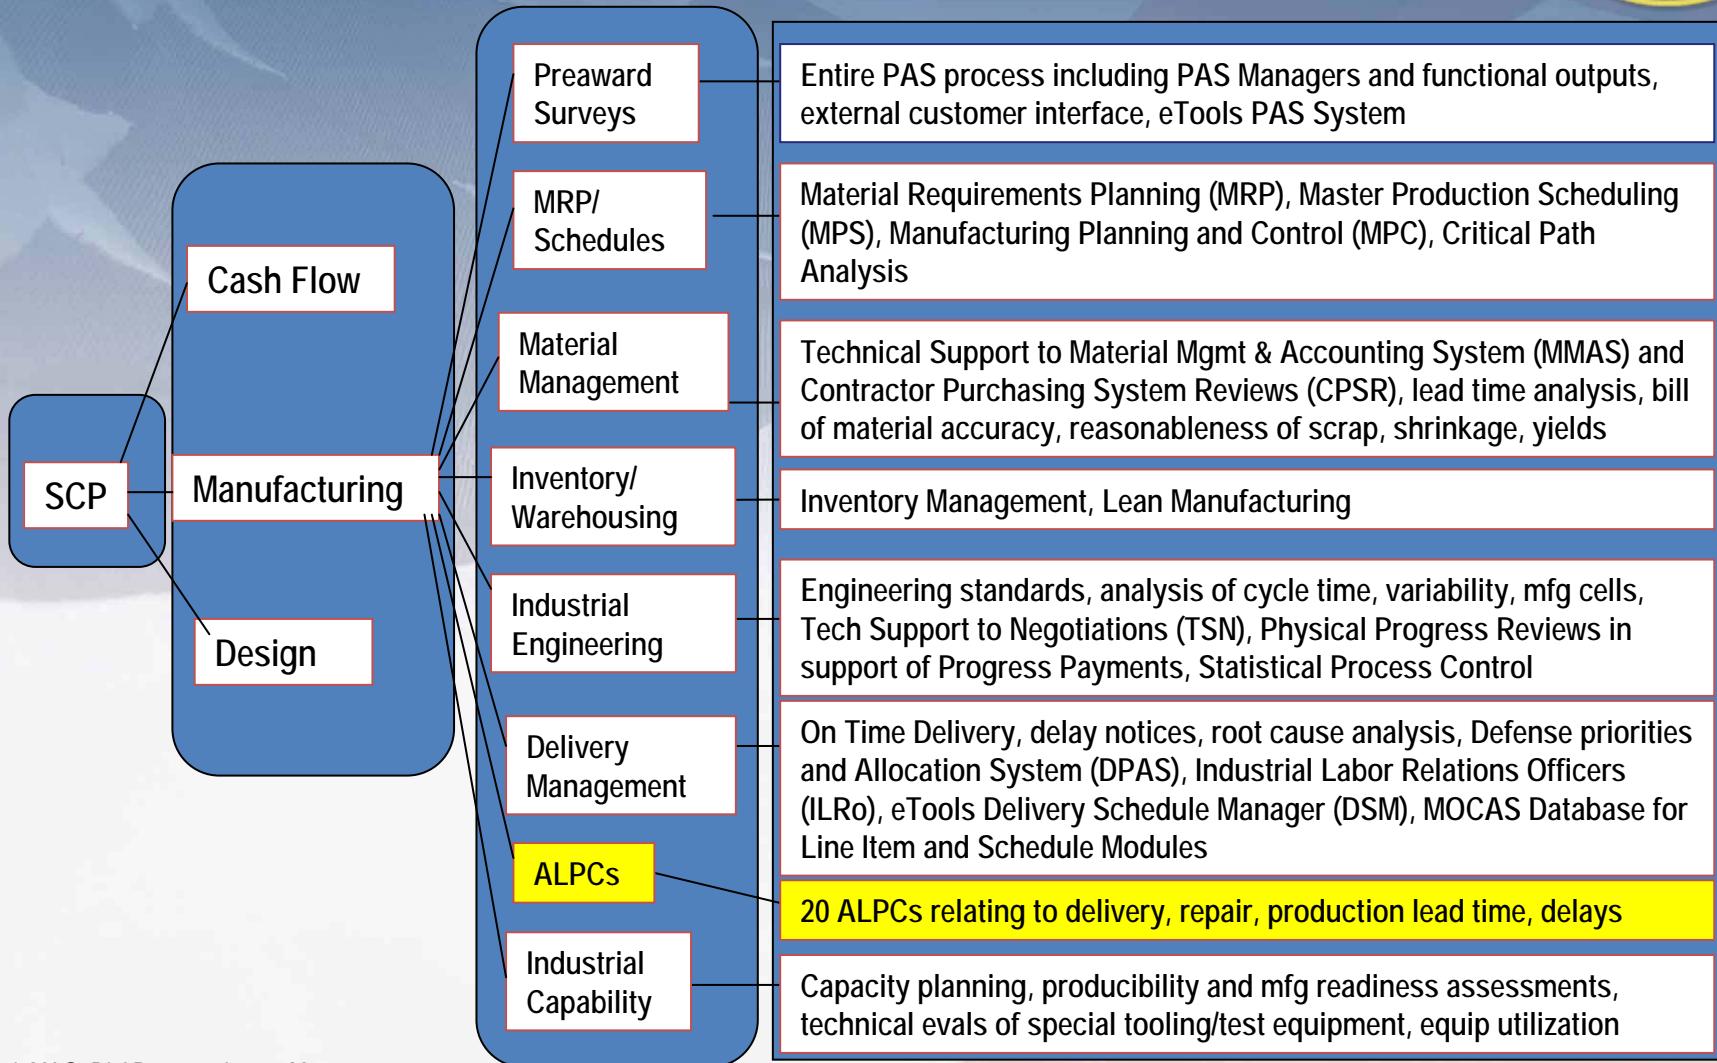 Preaward
Surveys
Entire PAS process including PAS Managers and functional outputs,
external customer interface, eTools PAS System
MRP/
Schedules
Material Requirements Planning (MRP), Master Production Scheduling
(MPS), Manufacturing Planning and Control (MPC), Critical Path
Analysis
Cash Flow
Material
Management
Technical Support to Material Mgmt & Accounting System (MMAS) and
Contractor Purchasing System Reviews (CPSR), lead time analysis, bill
of material accuracy, reasonableness of scrap, shrinkage, yields
SCP
Manufacturing
Inventory/
Warehousing
Inventory Management, Lean Manufacturing
Design
Industrial
Engineering
Engineering standards, analysis of cycle time, variability, mfg cells,
Tech Support to Negotiations (TSN), Physical Progress Reviews in
support of Progress Payments, Statistical Process Control
Delivery
Management
On Time Delivery, delay notices, root cause analysis, Defense priorities
and Allocation System (DPAS), Industrial Labor Relations Officers
(ILRo), eTools Delivery Schedule Manager (DSM), MOCAS Database for
Line Item and Schedule Modules
ALPCs
20 ALPCs relating to delivery, repair, production lead time, delays
Industrial
Capability
Capacity planning, producibility and mfg readiness assessments,
technical evals of special tooling/test equipment, equip utilization